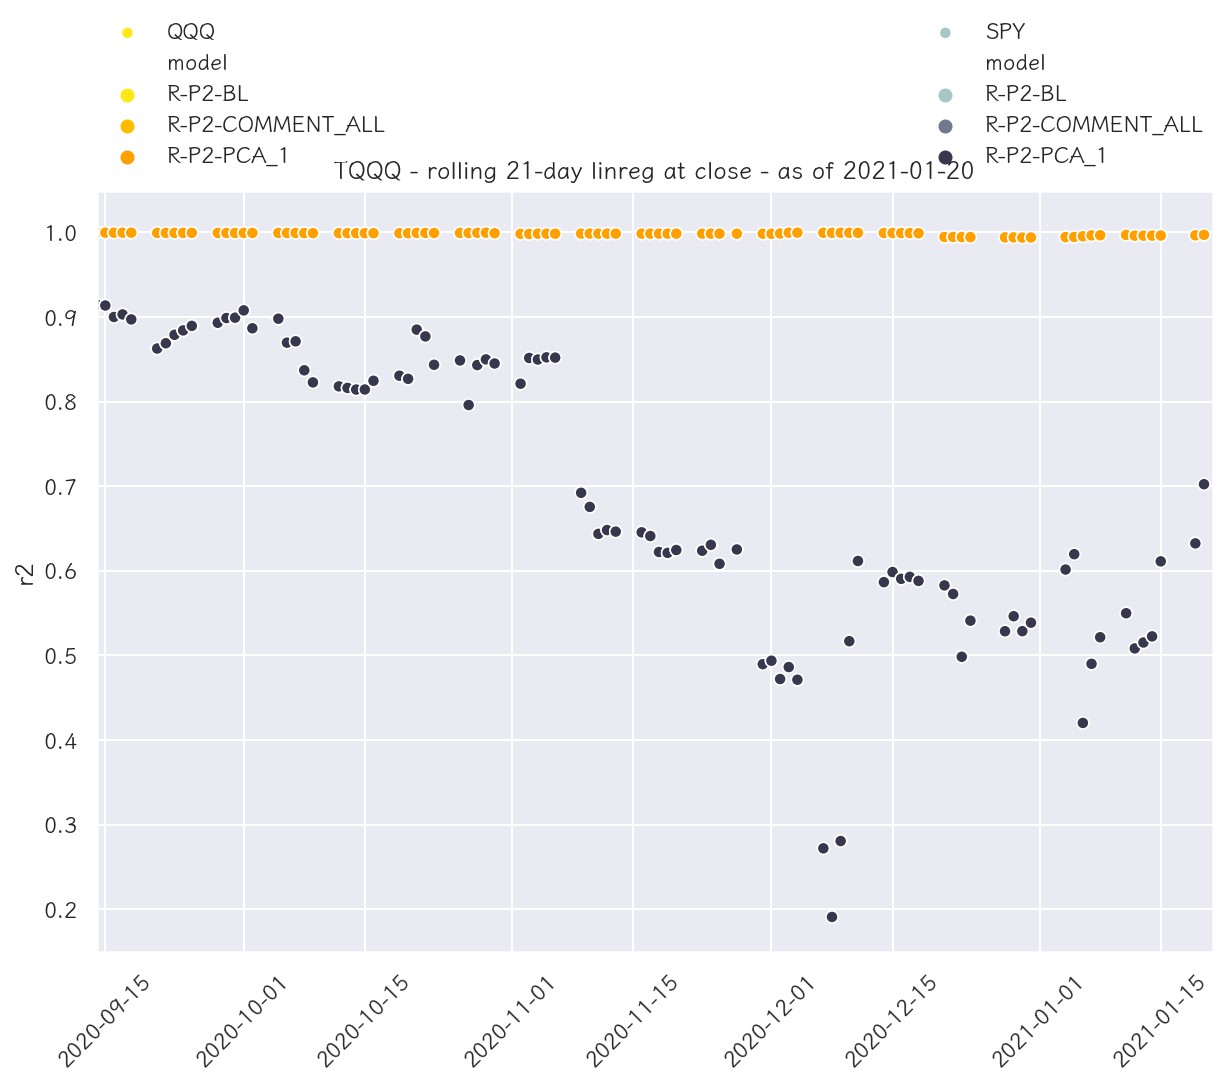 QQQ
model
R-P2-BL
R-P2-COMMENT_ALL
R-P2-PCA_1
SPY
model
R-P2-BL
R-P2-COMMENT_ALL
R-P2-PCA_1
TQQQ - rolling 21-day linreg at close - as of 2021-01-20
1.0
0.9
0.8
0.7
0.6
0.5
0.4
0.3
0.2
r2
2020-09-15
2020-10-01
2020-10-15
2020-11-01
2020-11-15
2020-12-01
2020-12-15
2021-01-01
2021-01-15